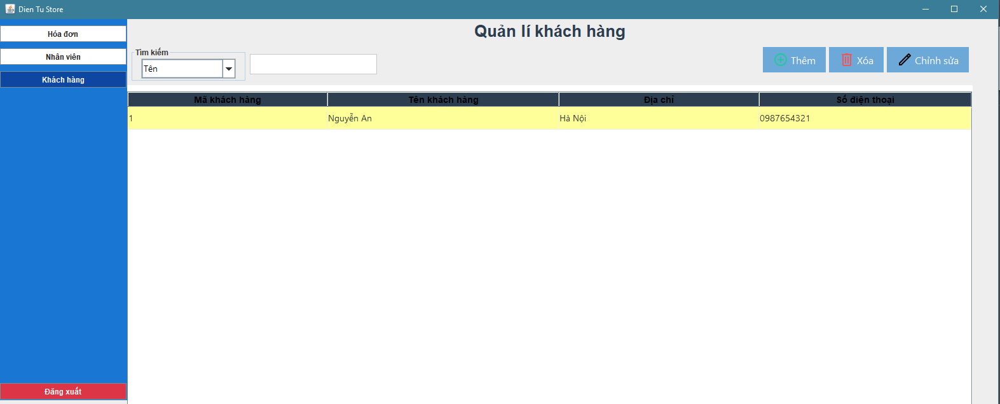 Dien Tu Store
Hóa đơn
Nhân viên
Khách hàng
Đăng xuất
Quản lí khách hàng
Tìm kiếm
Tên
Thêm Xóa Chỉnh sửa
Mã khách hàng Tên khách hàng Địa chỉ Số điện thoại
1 Nguyễn An Hà Nội 0987654321